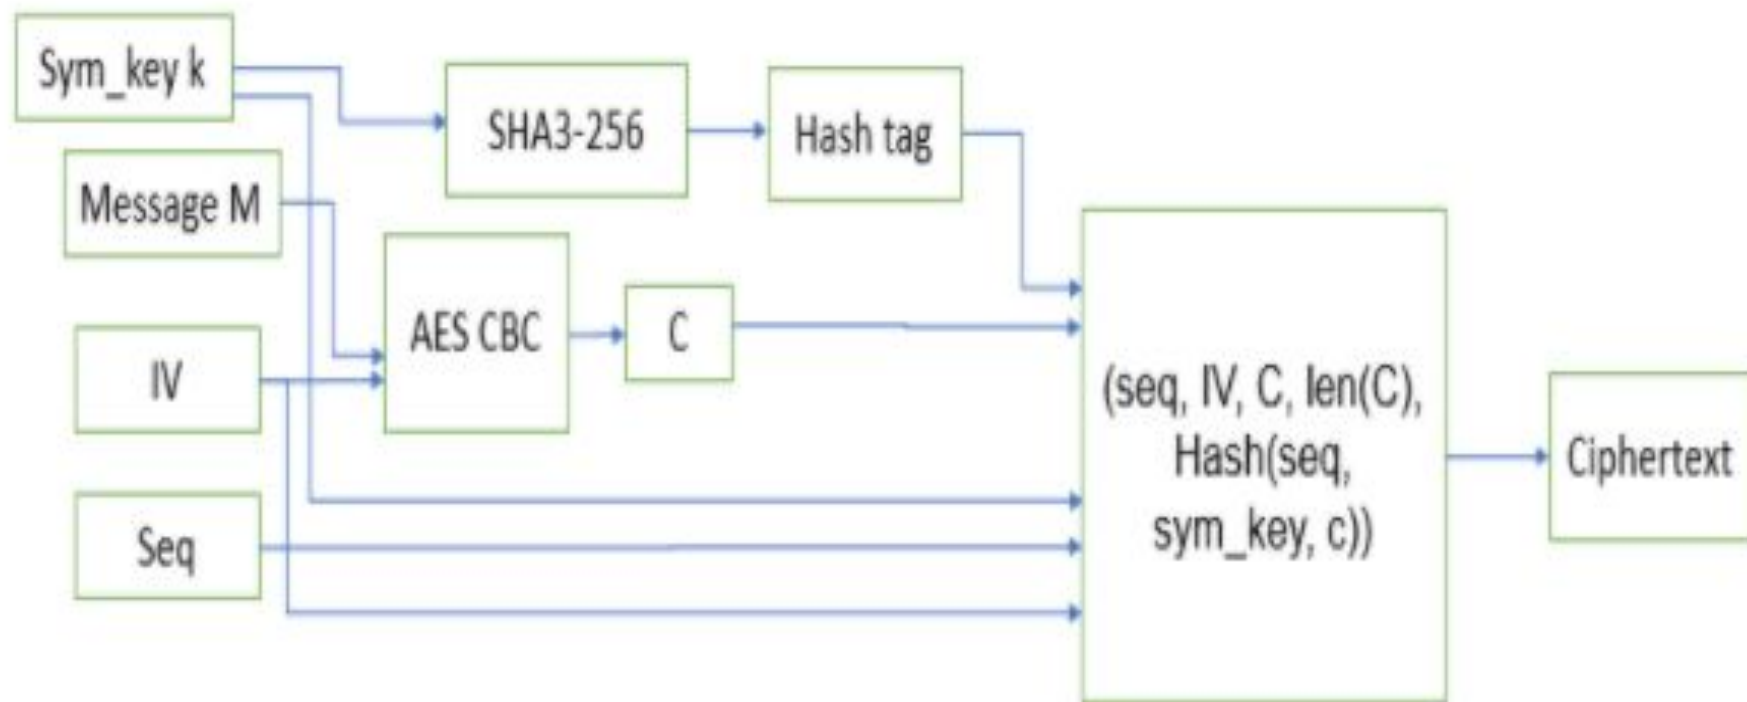 Sym_key k
SHA3-256
Hash tag
Message M
AES CBC
C
IV
(seq, IV, C, len(C),
Hash(seq,
sym_key, c))
Ciphertext
Seq